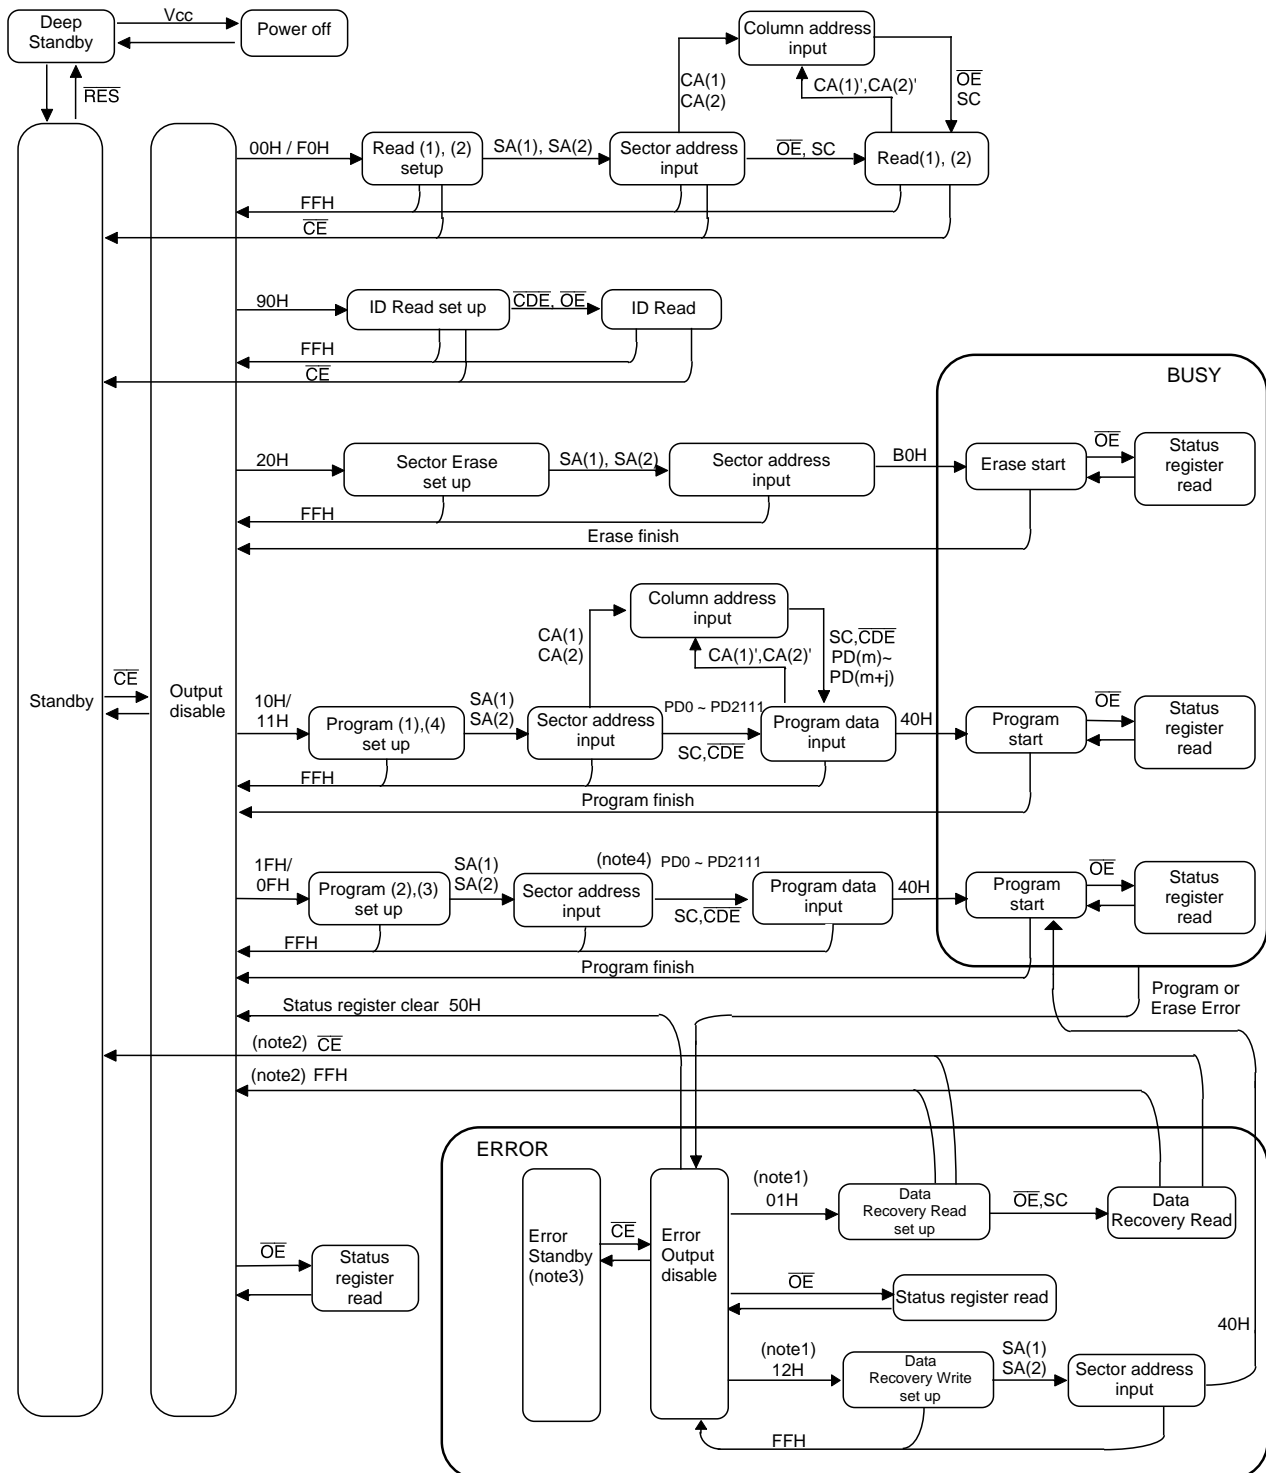 Deep
Standby
Vcc
Power off
RES
Column address
input
CA(1)
CA(2)
CA(1)',CA(2)'
OE
SC
00H / F0H
Read (1), (2)
setup
SA(1), SA(2)
Sector address
input
OE, SC
Read(1), (2)
FFH
CE
90H
ID Read set up
CDE, OE
ID Read
FFH
CE
BUSY
20H
Sector Erase
set up
SA(1), SA(2)
Sector address
input
B0H
Erase start
OE
Status
register
read
FFH
Erase finish
Column address
input
CA(1)
CA(2)
CA(1)',CA(2)'
SC,CDE
PD(m)~
PD(m+j)
Standby
CE
Output
disable
10H/
11H
Program (1),(4)
set up
SA(1)
SA(2)
Sector address
input
PD0 ~ PD2111
SC,CDE
Program data
input
40H
Program
start
OE
Status
register
read
FFH
Program finish
1FH/
0FH
Program (2),(3)
set up
SA(1)
SA(2)
Sector address
input
(note4) PD0 ~ PD2111
SC,CDE
Program data
input
40H
Program
start
OE
Status
register
read
FFH
Program finish
Status register clear 50H
Program or
Erase Error
(note2) CE
(note2) FFH
ERROR
Error
Standby
(note3)
CE
Error
Output
disable
(note1)
01H
Data
Recovery Read
set up
OE,SC
Data
Recovery Read
OE
Status
register
read
OE
Status register read
(note1)
12H
Data
Recovery Write
set up
SA(1)
SA(2)
Sector address
input
40H
FFH